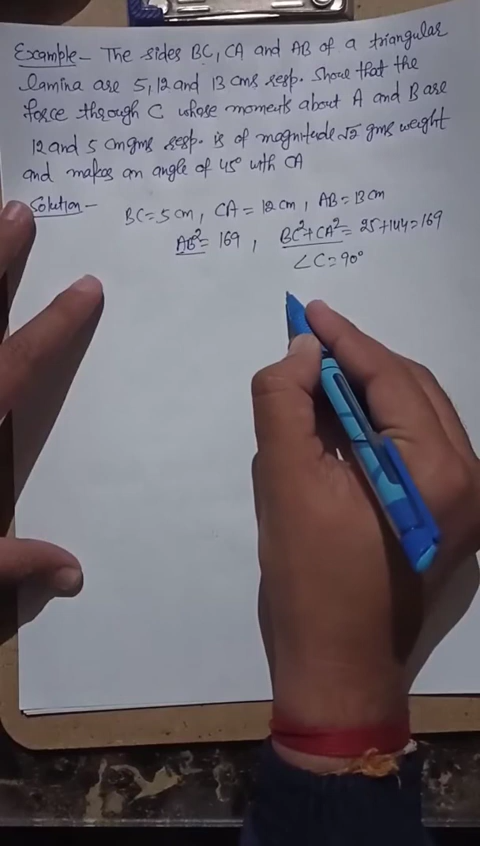 Example - The sides BC, CA and AB of a triangular
lamina are 5, 12 and 13 cms resp. Show that the
force through C whose moments about A and B are
12 and 5 cmgms resp. is of magnitude √2 gms weight
and makes an angle of 45° with CA
Solution -
BC = 5 cm, CA = 12 cm, AB = 13 cm
AB² = 169, BC² + CA² = 25 + 144 = 169
∠C = 90°